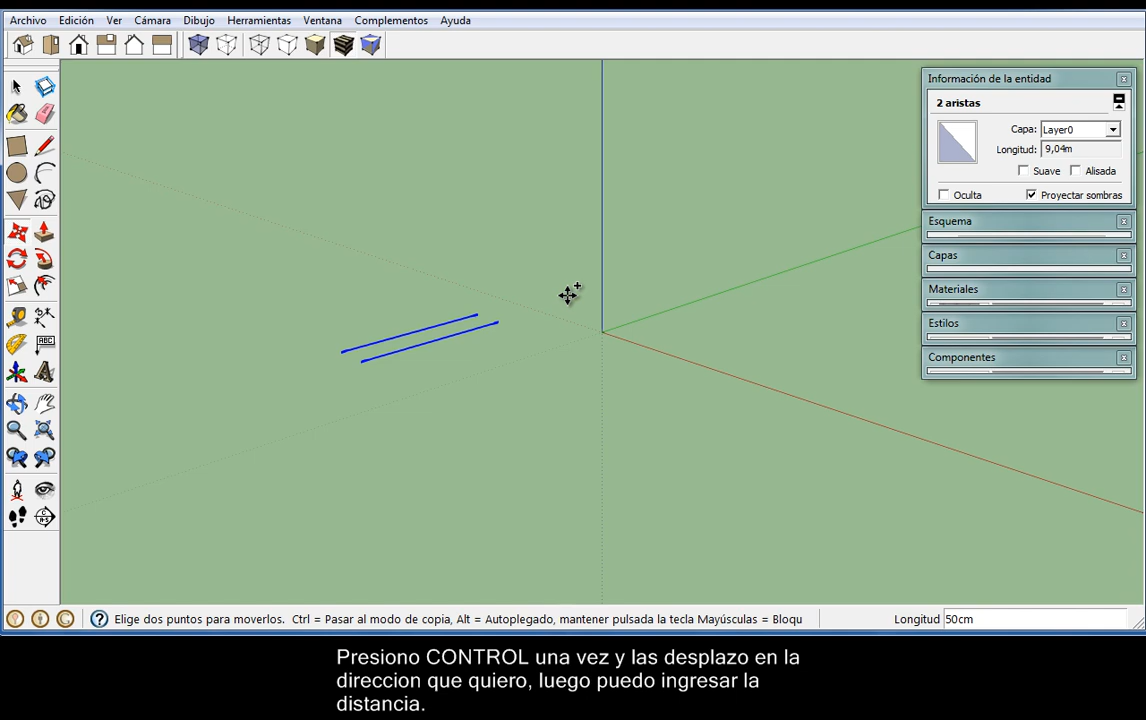 Archivo Edición Ver Cámara Dibujo Herramientas Ventana Complementos Ayuda
Información de la entidad
2 aristas
Capa: Layer0
Longitud: 9,04m
Suave Alisada
Oculta Proyectar sombras
Esquema
Capas
Materiales
Estilos
Componentes
ABC
Elige dos puntos para moverlos. Ctrl = Pasar al modo de copia, Alt = Autoplegado, mantener pulsada la tecla Mayúsculas = Bloqu
Longitud 50cm
Presiono CONTROL una vez y las desplazo en la
direccion que quiero, luego puedo ingresar la
distancia.